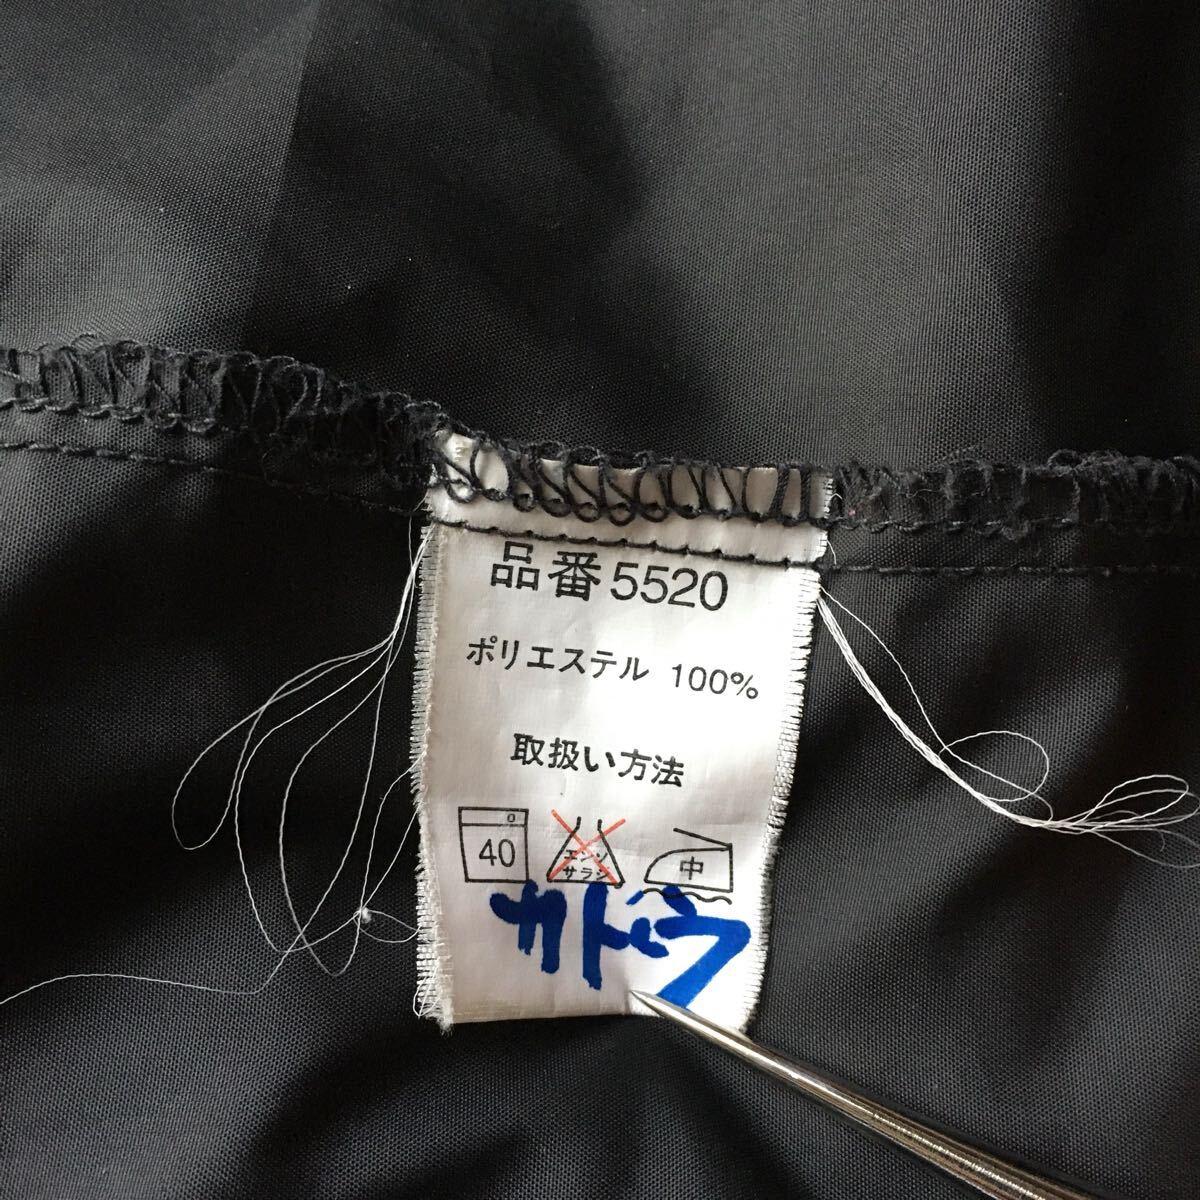 品番5520
ポリエステル 100%
取扱い方法
40
エンソ
サラシ
中
サトウ